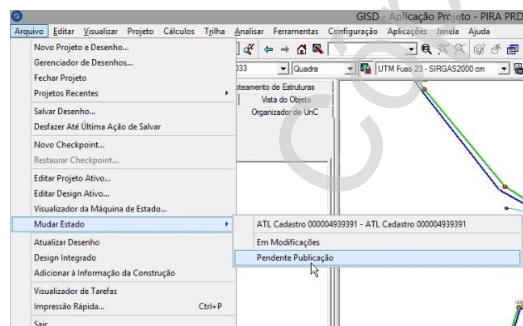 GISD - Aplicação Projeto - PIRA PRD
Arquivo Editar Visualizar Projeto Cálculos Trilha Analisar Ferramentas Configuração Aplicações Janela Ajuda
Novo Projeto e Desenho...
Gerenciador de Desenhos...
Fechar Projeto
Projetos Recentes
Salvar Desenho...
Desfazer Até Última Ação de Salvar
Novo Checkpoint...
Restaurar Checkpoint...
Editar Projeto Ativo...
Editar Design Ativo...
Visualizador da Máquina de Estado...
Mudar Estado
Atualizar Desenho
Design Integrado
Adicionar à Informação da Construção
Visualizador de Tarefas
Impressão Rápida... Ctrl+P
Sair
033 Quadra UTM Fuso 23 - SIRGAS2000 cm
oteamento de Estruturas
Vista do Objeto
Organizador de UnC
ATL Cadastro 000004939391 - ATL Cadastro 000004939391
Em Modificações
Pendente Publicação